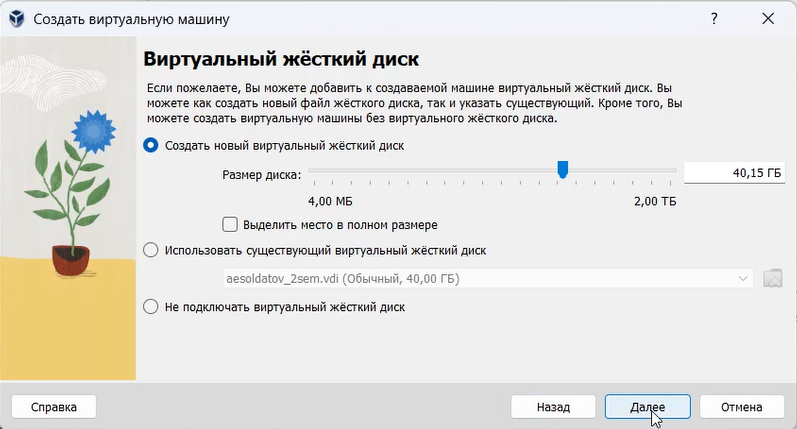 Создать виртуальную машину
?
Виртуальный жёсткий диск
Если пожелаете, Вы можете добавить к создаваемой машине виртуальный жёсткий диск. Вы
можете как создать новый файл жёсткого диска, так и указать существующий. Кроме того, Вы
можете создать виртуальную машины без виртуального жёсткого диска.
Создать новый виртуальный жёсткий диск
Размер диска:
40,15 ГБ
4,00 МБ
2,00 ТБ
Выделить место в полном размере
Использовать существующий виртуальный жёсткий диск
aesoldatov_2sem.vdi (Обычный, 40,00 ГБ)
Не подключать виртуальный жёсткий диск
Справка
Назад
Далее
Отмена